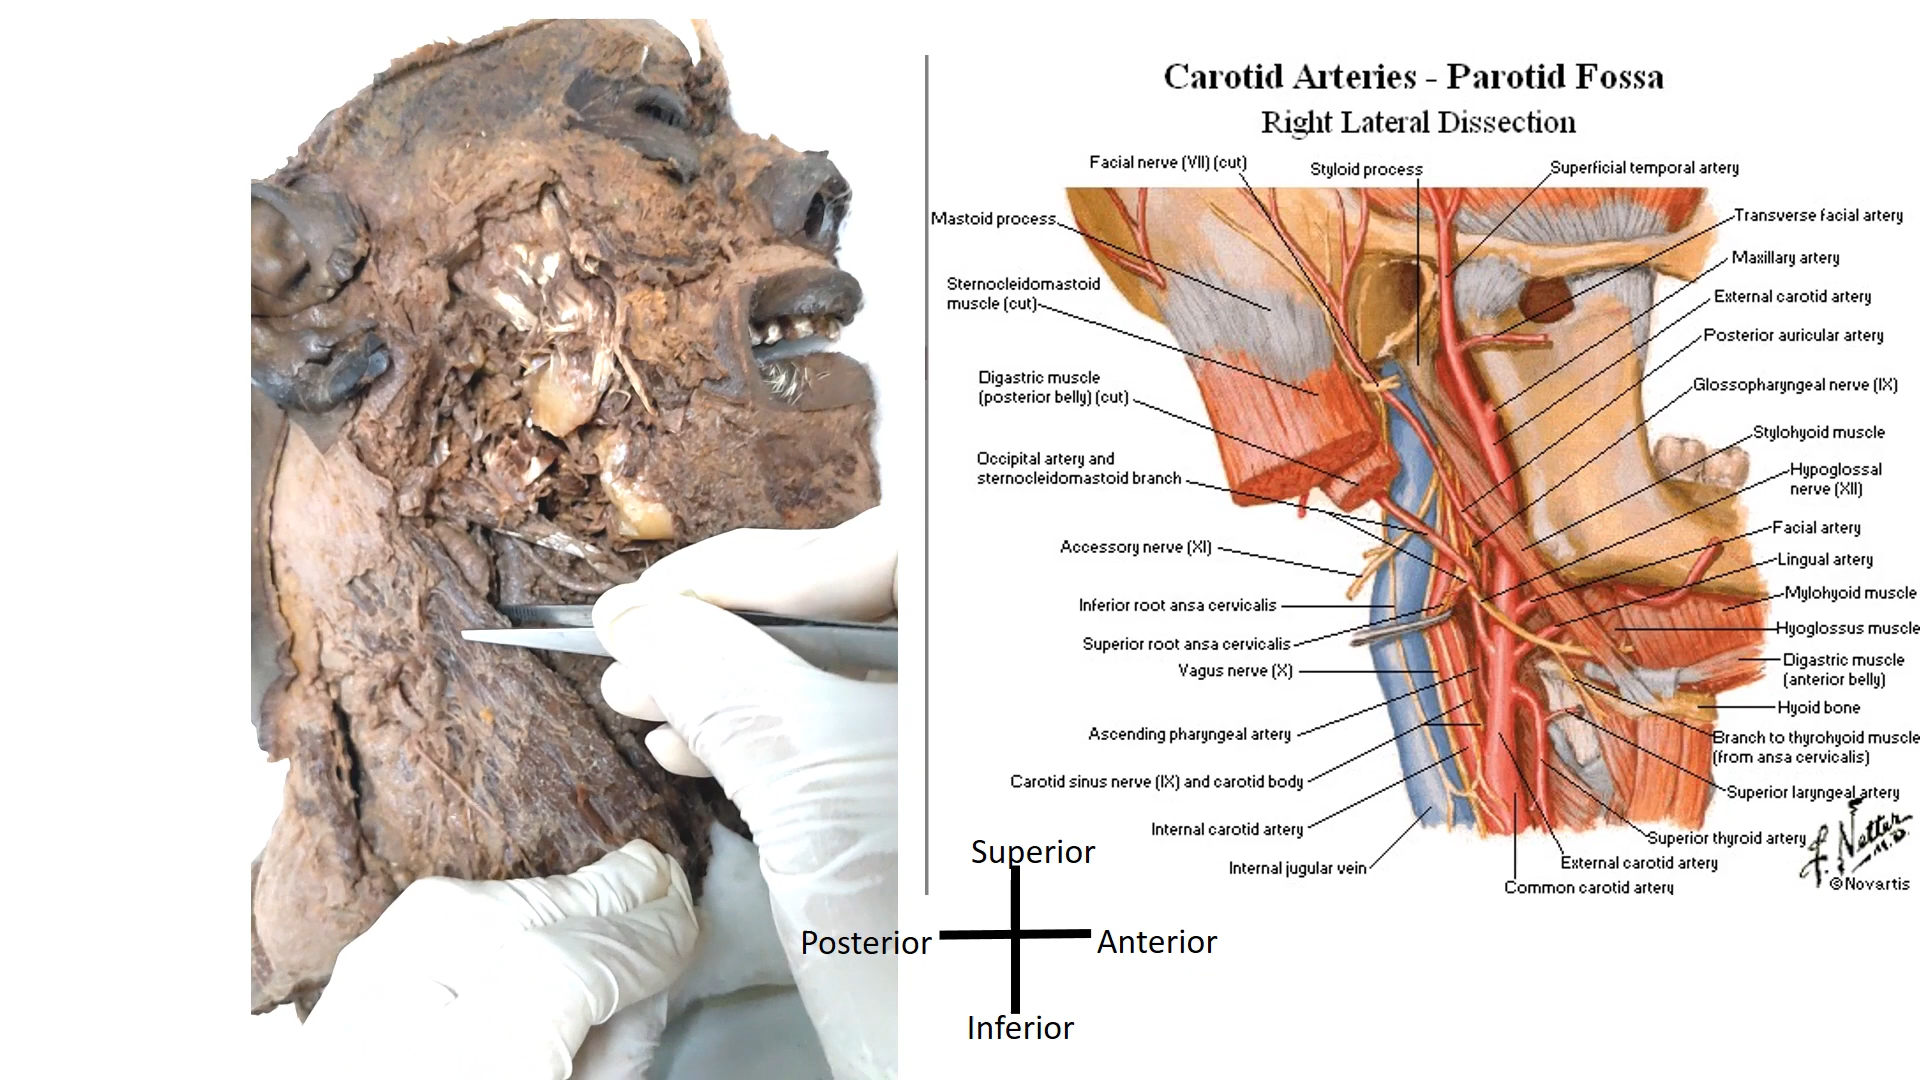 Carotid Arteries - Parotid Fossa
Right Lateral Dissection
Facial nerve (VII) (cut)
Styloid process
Superficial temporal artery
Mastoid process
Transverse facial artery
Maxillary artery
Sternocleidomastoid
muscle (cut)
External carotid artery
Posterior auricular artery
Digastric muscle
(posterior belly) (cut)
Glossopharyngeal nerve (IX)
Stylohyoid muscle
Occipital artery and
sternocleidomastoid branch
Hypoglossal
nerve (XII)
Facial artery
Accessory nerve (XI)
Lingual artery
Mylohyoid muscle
Inferior root ansa cervicalis
Hyoglossus muscle
Superior root ansa cervicalis
Digastric muscle
(anterior belly)
Vagus nerve (X)
Hyoid bone
Ascending pharyngeal artery
Branch to thyrohyoid muscle
(from ansa cervicalis)
Carotid sinus nerve (IX) and carotid body
Superior laryngeal artery
Internal carotid artery
Superior thyroid artery
External carotid artery
Internal jugular vein
Common carotid artery
F. Netter
M.D.
©Novartis
Superior
Posterior
Anterior
Inferior